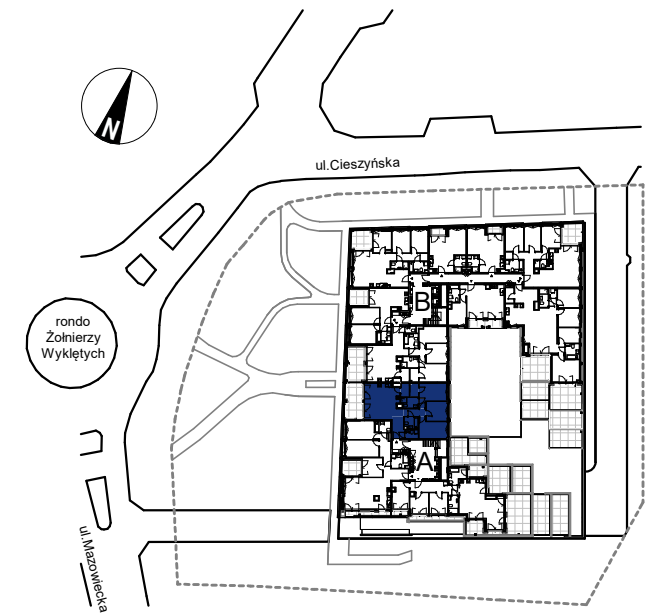 N
ul.Cieszyńska
rondo
Żołnierzy
Wyklętych
B
A
ul.Mazowiecka